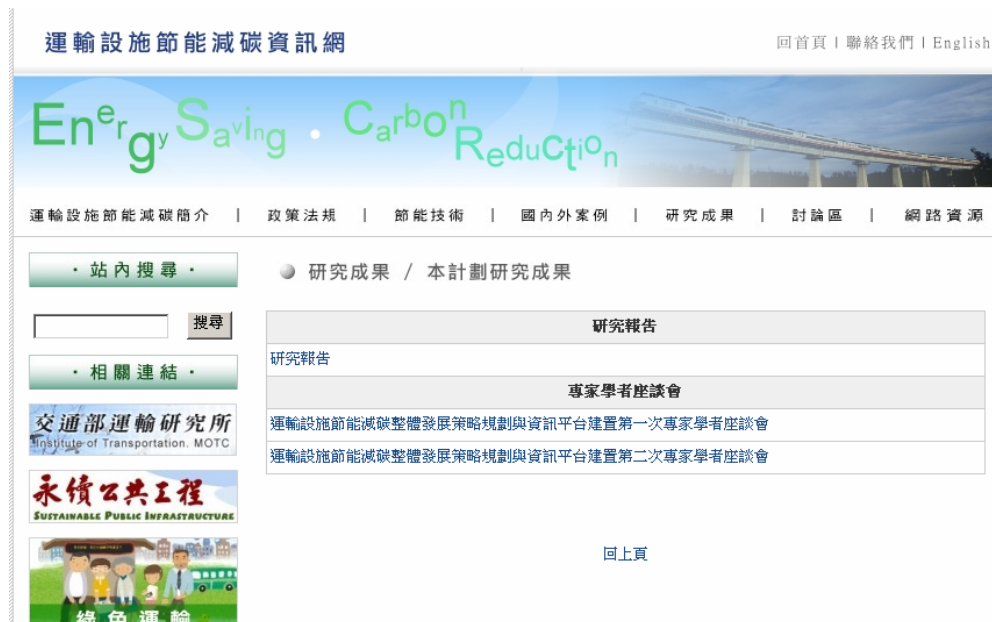 運輸設施節能減碳資訊網
回首頁 | 聯絡我們 | English
Energy Saving · Carbon Reduction
運輸設施節能減碳簡介 | 政策法規 | 節能技術 | 國內外案例 | 研究成果 | 討論區 | 網路資源
· 站內搜尋 ·
研究成果 / 本計劃研究成果
搜尋
研究報告
研究報告
· 相關連結 ·
專家學者座談會
交通部運輸研究所
Institute of Transportation. MOTC
運輸設施節能減碳整體發展策略規劃與資訊平台建置第一次專家學者座談會
運輸設施節能減碳整體發展策略規劃與資訊平台建置第二次專家學者座談會
永續公共工程
SUSTAINABLE PUBLIC INFRASTRUCTURE
回上頁
綠色運輸